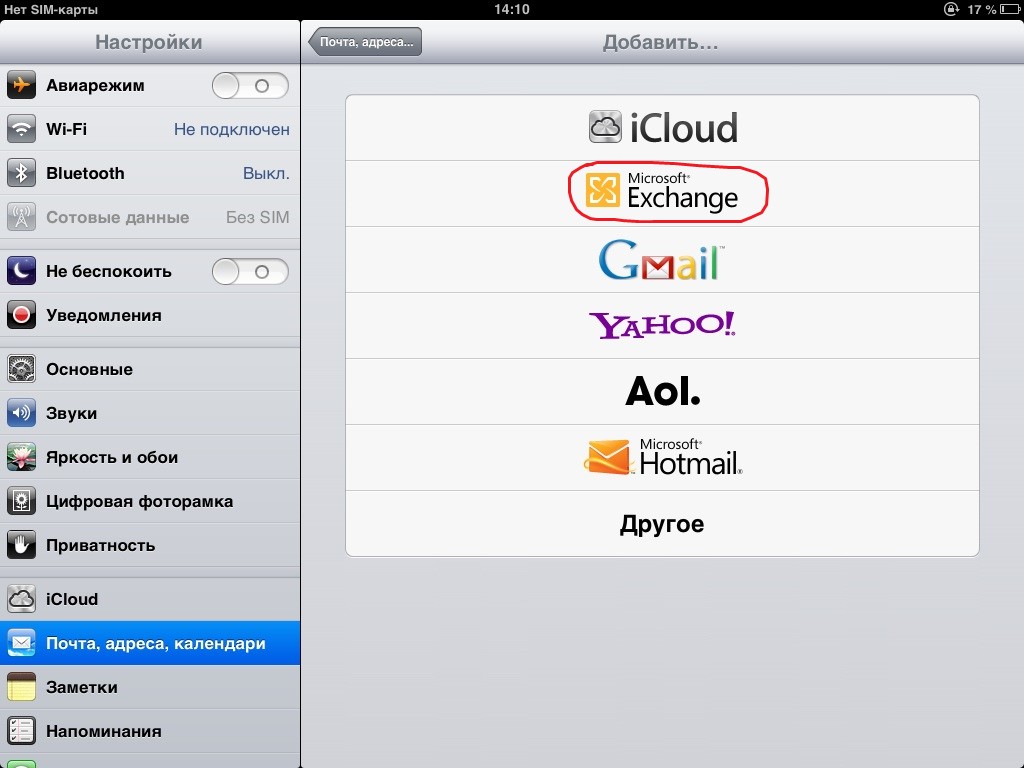 Нет SIM-карты
14:10
17 %
Настройки
Почта, адреса...
Добавить...
Авиарежим
Wi-Fi
Не подключен
Bluetooth
Выкл.
Сотовые данные
Без SIM
Не беспокоить
Уведомления
Основные
Звуки
Яркость и обои
Цифровая фоторамка
Приватность
iCloud
Почта, адреса, календари
Заметки
Напоминания
iCloud
Microsoft®
Exchange
Gmail™
YAHOO!
Aol.
Microsoft®
Hotmail®
Другое